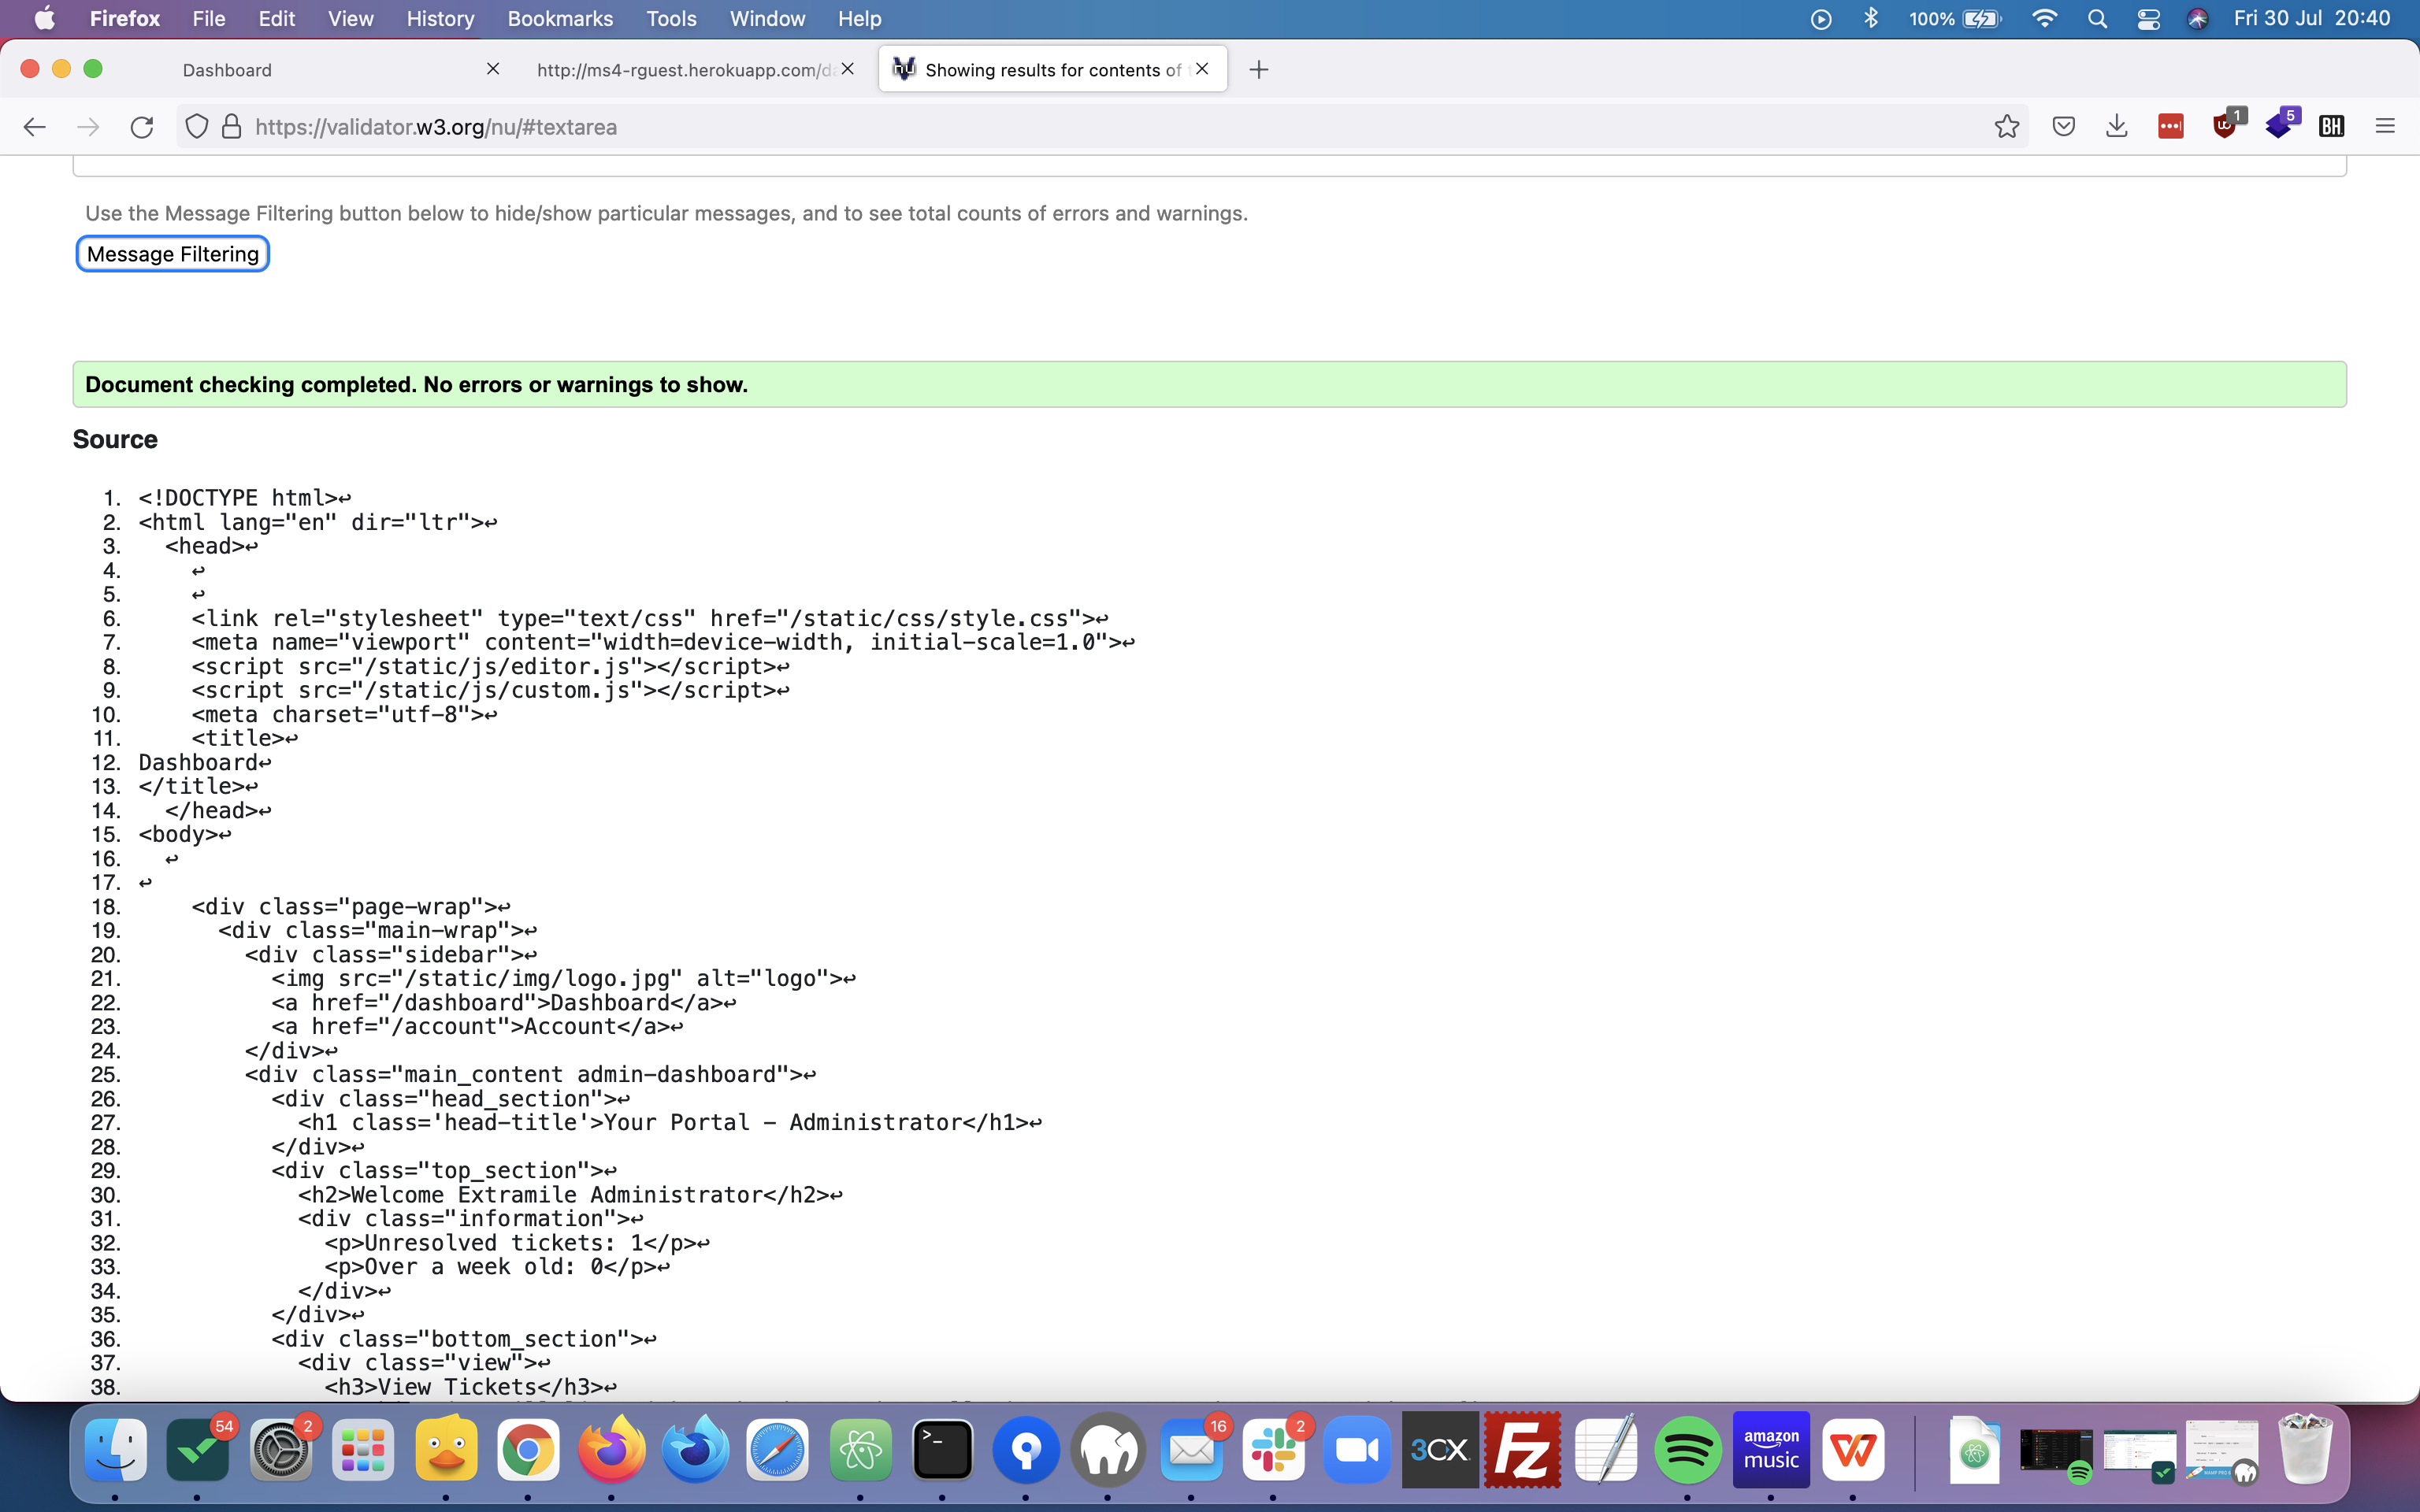 Firefox File Edit View History Bookmarks Tools Window Help 100% Fri 30 Jul 20:40
Dashboard http://ms4-rguest.herokuapp.com/da Showing results for contents of
https://validator.w3.org/nu/#textarea 1 5 BH
Use the Message Filtering button below to hide/show particular messages, and to see total counts of errors and warnings.
Message Filtering
Document checking completed. No errors or warnings to show.
Source
1. <!DOCTYPE html>↩
2. <html lang="en" dir="ltr">↩
3. <head>↩
4. ↩
5. ↩
6. <link rel="stylesheet" type="text/css" href="/static/css/style.css">↩
7. <meta name="viewport" content="width=device-width, initial-scale=1.0">↩
8. <script src="/static/js/editor.js"></script>↩
9. <script src="/static/js/custom.js"></script>↩
10. <meta charset="utf-8">↩
11. <title>↩
12. Dashboard↩
13. </title>↩
14. </head>↩
15. <body>↩
16. ↩
17. ↩
18. <div class="page-wrap">↩
19. <div class="main-wrap">↩
20. <div class="sidebar">↩
21. <img src="/static/img/logo.jpg" alt="logo">↩
22. <a href="/dashboard">Dashboard</a>↩
23. <a href="/account">Account</a>↩
24. </div>↩
25. <div class="main_content admin-dashboard">↩
26. <div class="head_section">↩
27. <h1 class='head-title'>Your Portal - Administrator</h1>↩
28. </div>↩
29. <div class="top_section">↩
30. <h2>Welcome Extramile Administrator</h2>↩
31. <div class="information">↩
32. <p>Unresolved tickets: 1</p>↩
33. <p>Over a week old: 0</p>↩
34. </div>↩
35. </div>↩
36. <div class="bottom_section">↩
37. <div class="view">↩
38. <h3>View Tickets</h3>↩
54 2 >_ 16 2 3CX Fz amazon music W